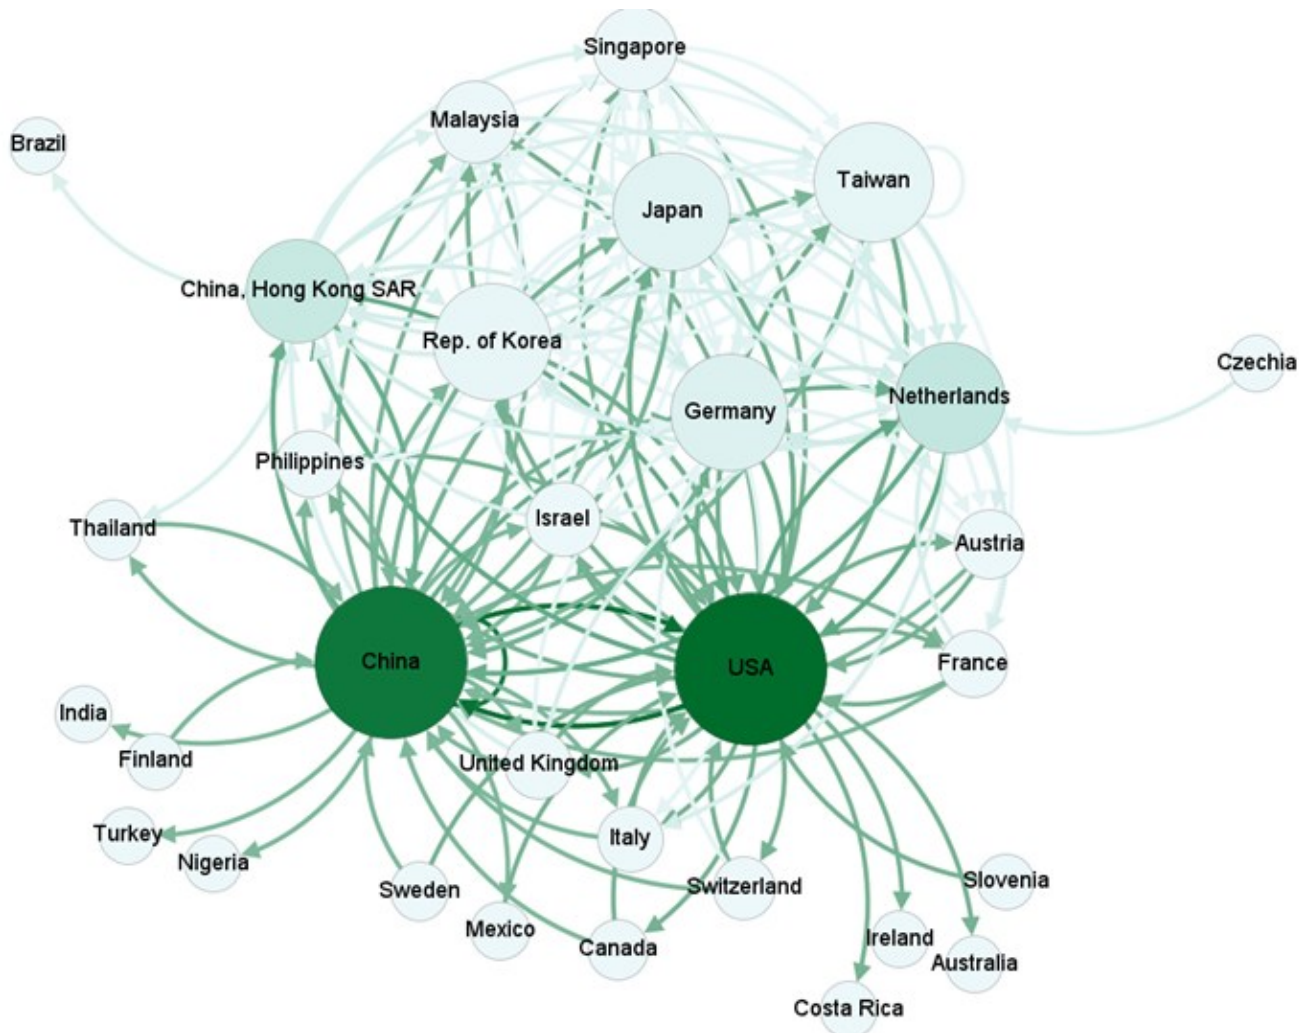 Singapore
Malaysia
Brazil
Taiwan
Japan
China, Hong Kong SAR
Rep. of Korea
Czechia
Netherlands
Germany
Philippines
Israel
Thailand
Austria
China
USA
France
India
Finland
United Kingdom
Turkey
Nigeria
Italy
Sweden
Switzerland
Slovenia
Mexico
Canada
Ireland
Australia
Costa Rica